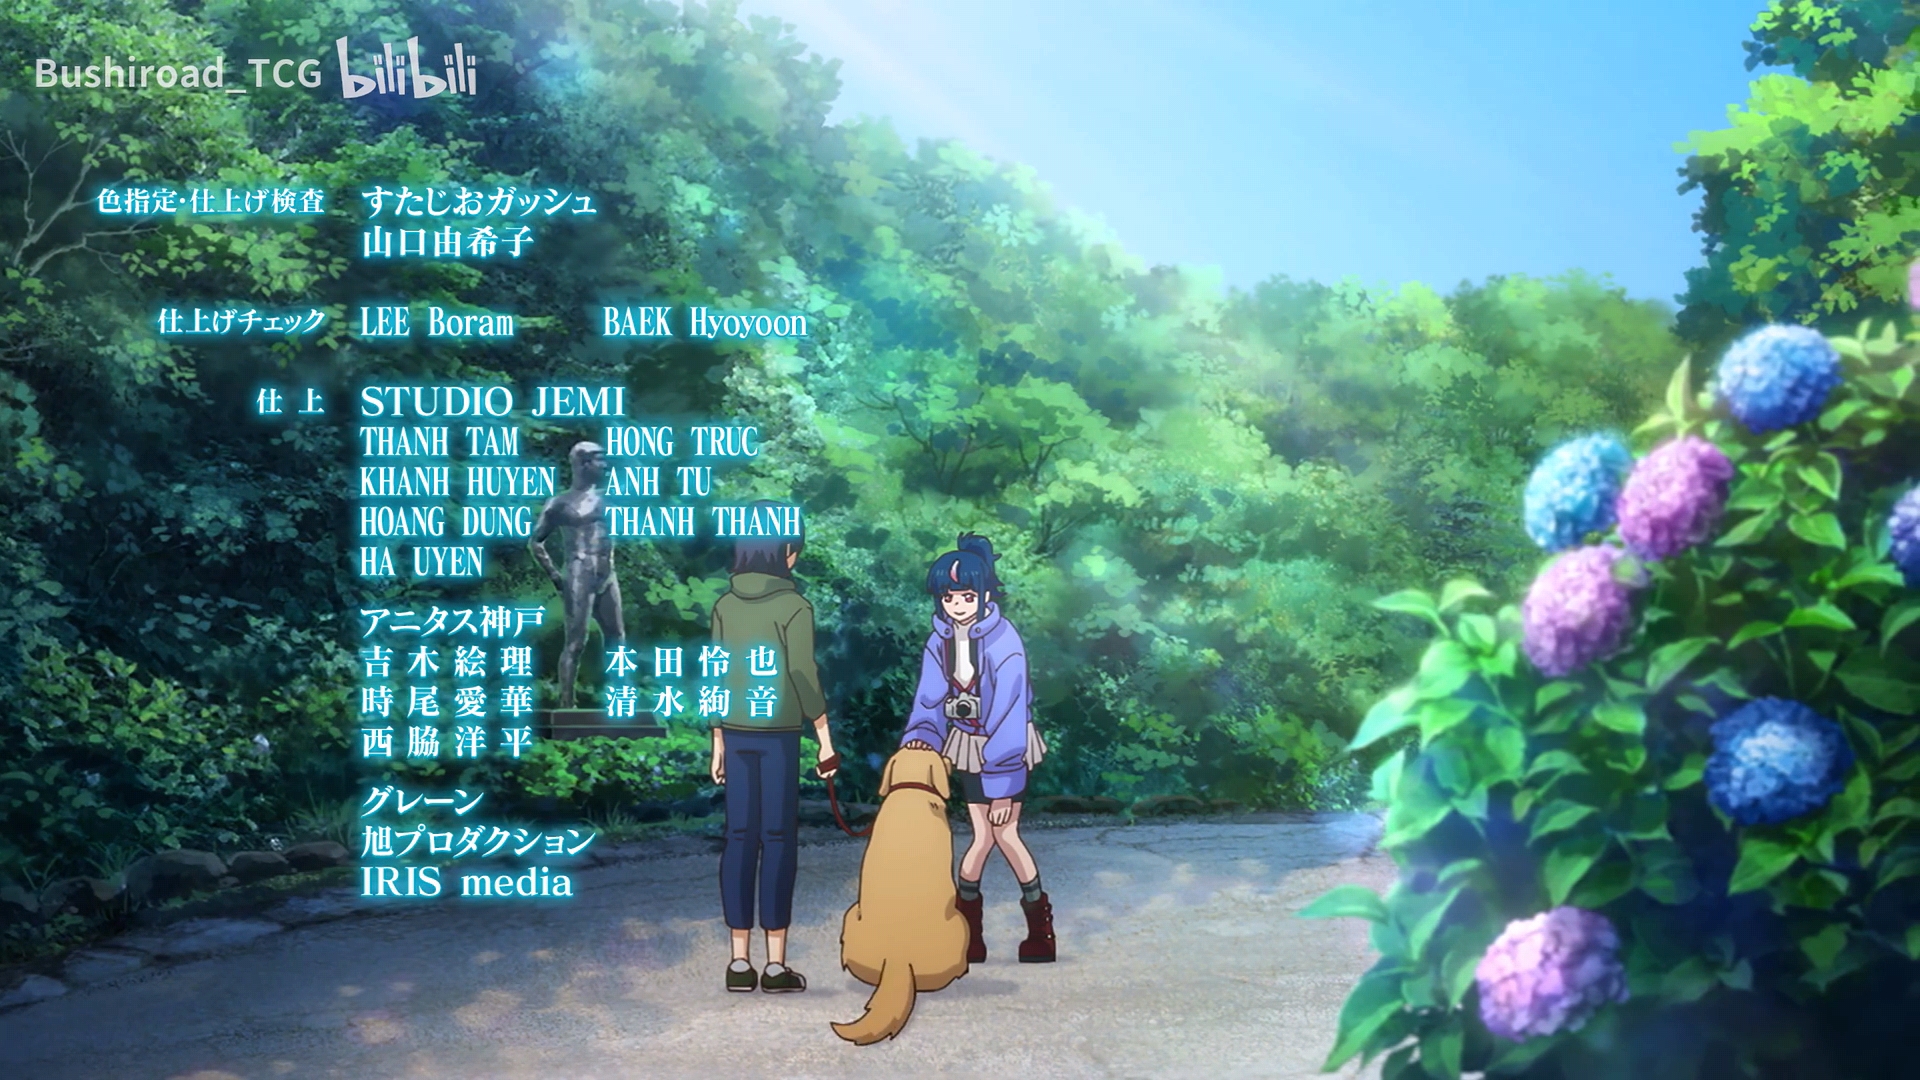 Bushiroad_TCG bilibili
色指定・仕上げ検査 すたじおガッシュ
山口由希子
仕上げチェック LEE Boram BAEK Hyoyoon
仕上 STUDIO JEMI
THANH TAM HONG TRUC
KHANH HUYEN ANH TU
HOANG DUNG THANH THANH
HA UYEN
アニタス神戸
吉木絵理 本田怜也
時尾愛華 清水絢音
西脇洋平
グレーン
旭プロダクション
IRIS media